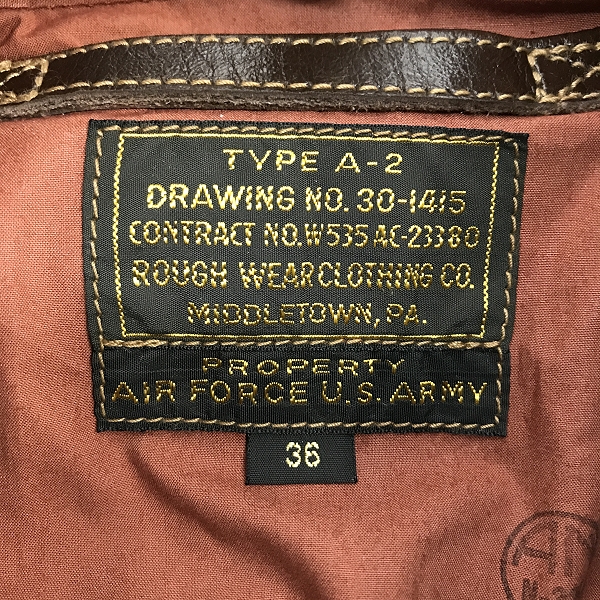 TYPE A-2
DRAWING NO. 30-1415
CONTRACT NO. W535 AC-23380
ROUGH WEAR CLOTHING CO.
MIDDLETOWN, PA.
PROPERTY
AIR FORCE U.S. ARMY
36